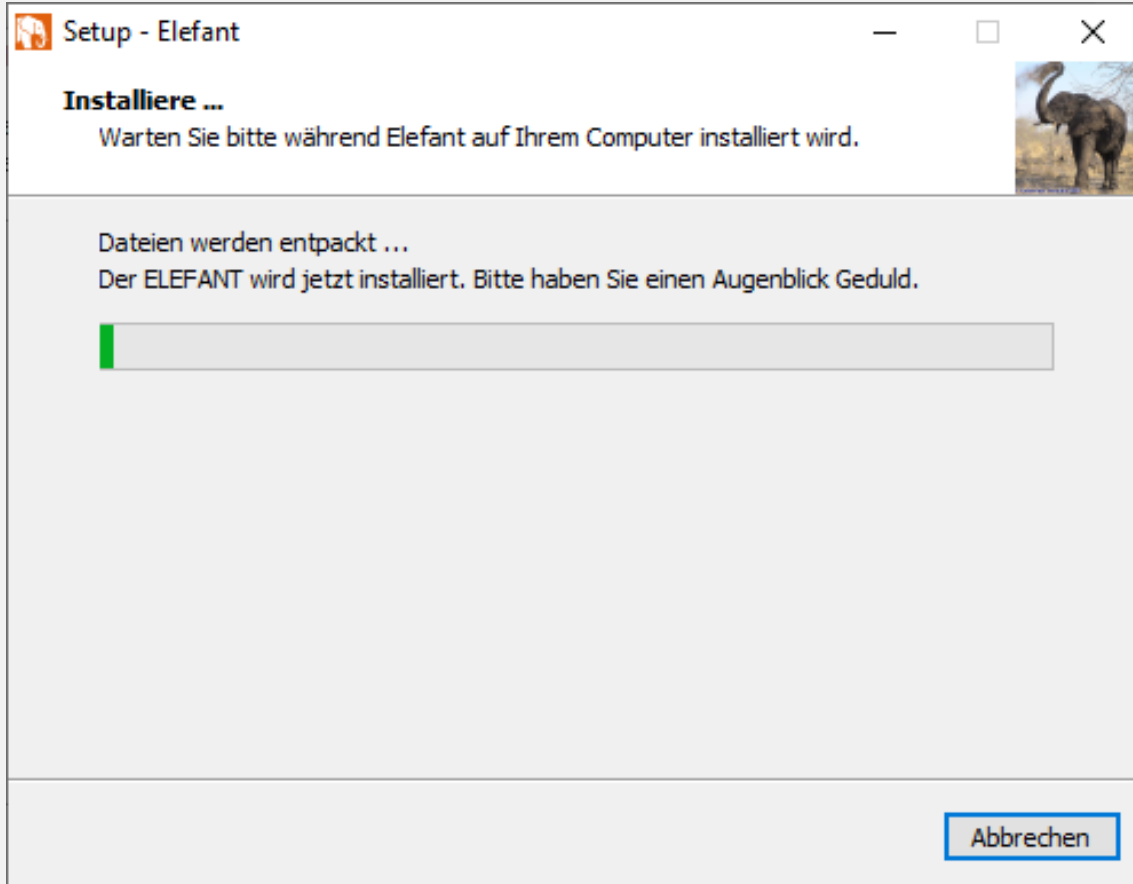 Setup - Elefant
Installiere ...
Warten Sie bitte während Elefant auf Ihrem Computer installiert wird.
Dateien werden entpackt ...
Der ELEFANT wird jetzt installiert. Bitte haben Sie einen Augenblick Geduld.
Abbrechen